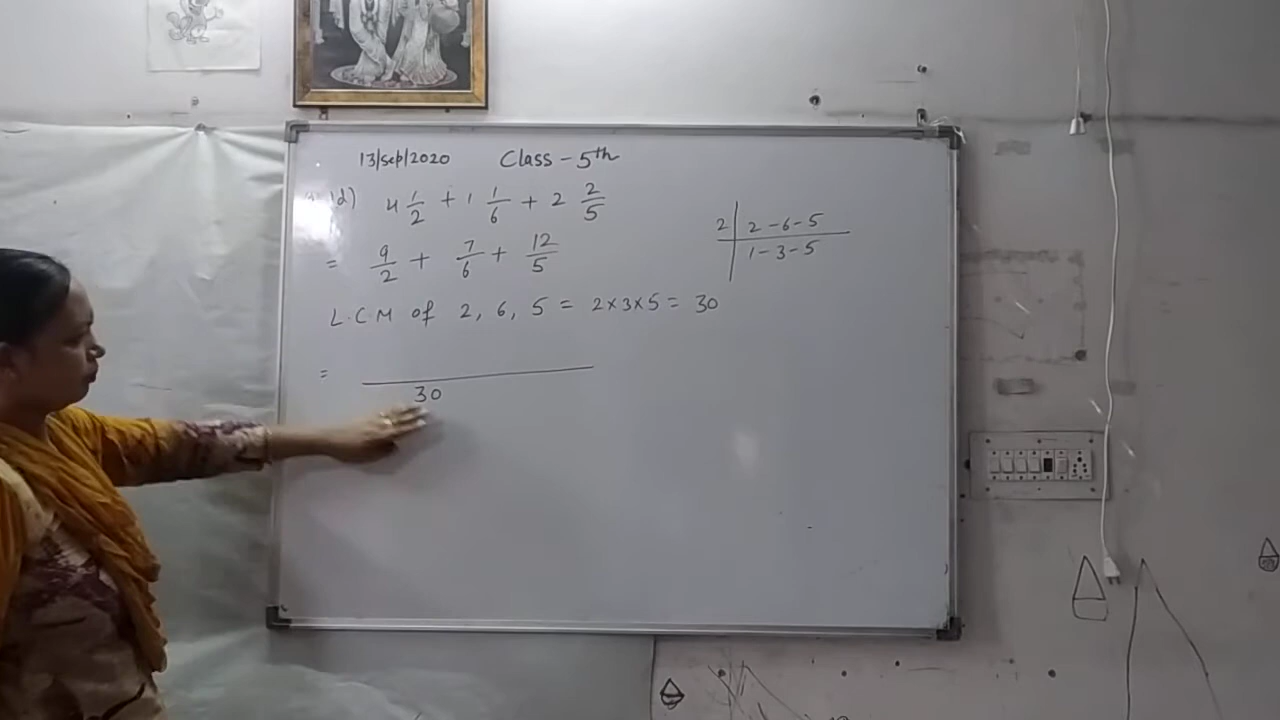 13/sep/2020 Class - 5th
d) 4 1/2 + 1 1/6 + 2 2/5
= 9/2 + 7/6 + 12/5
2 | 2 - 6 - 5
1 - 3 - 5
L.C.M of 2, 6, 5 = 2×3×5 = 30
= 
30